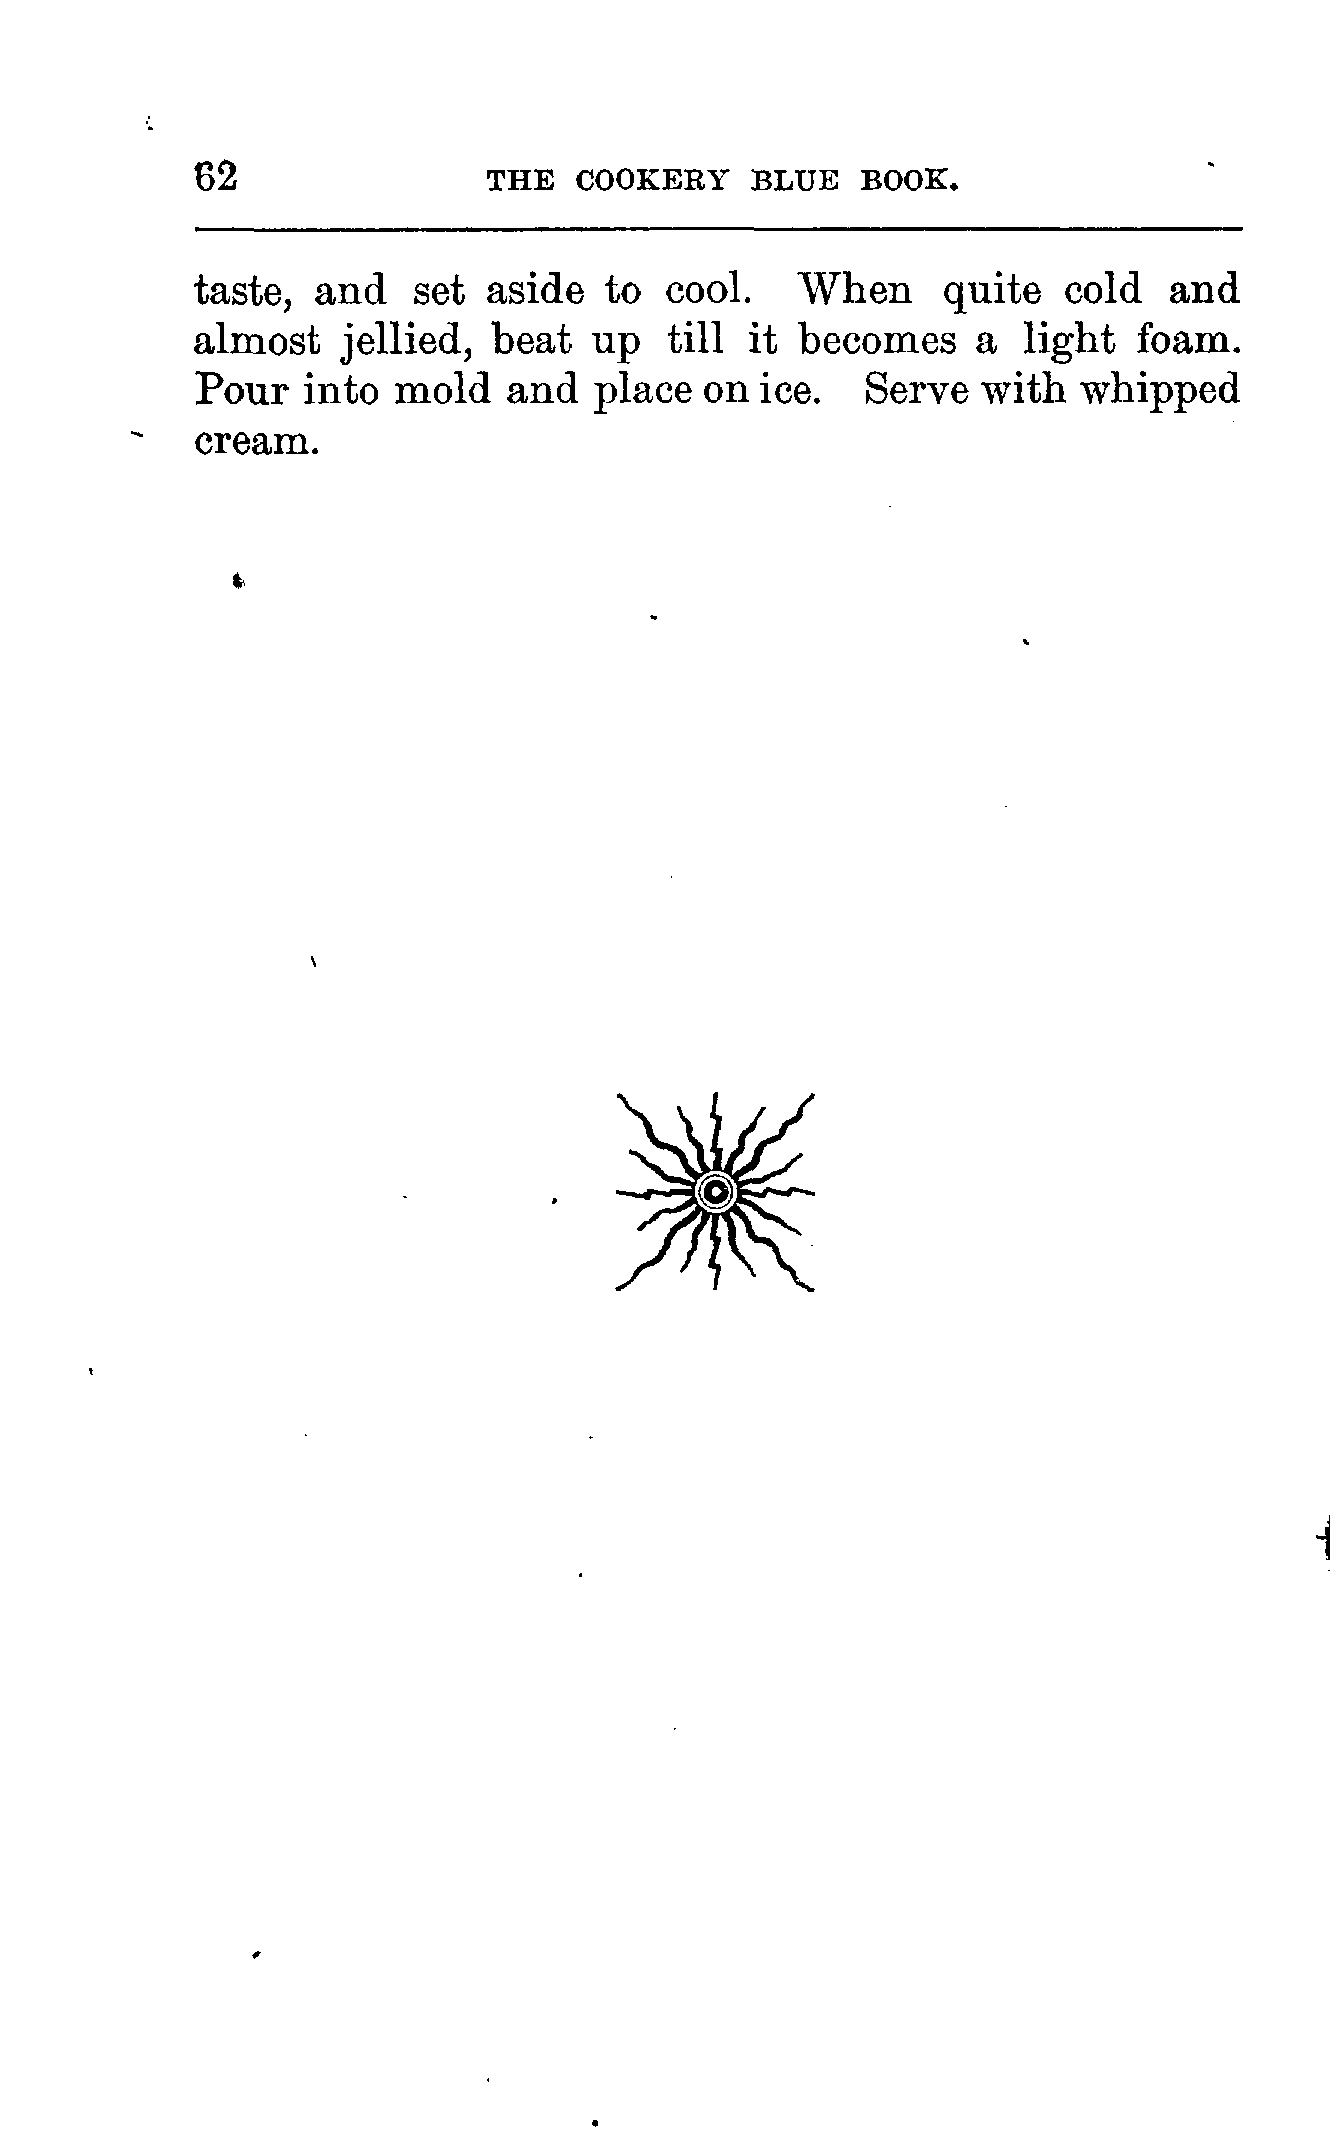 62 THE COOKERY BLUE BOOK.
taste, and set aside to cool. When quite cold and
almost jellied, beat up till it becomes a light foam.
Pour into mold and place on ice. Serve with whipped
cream.